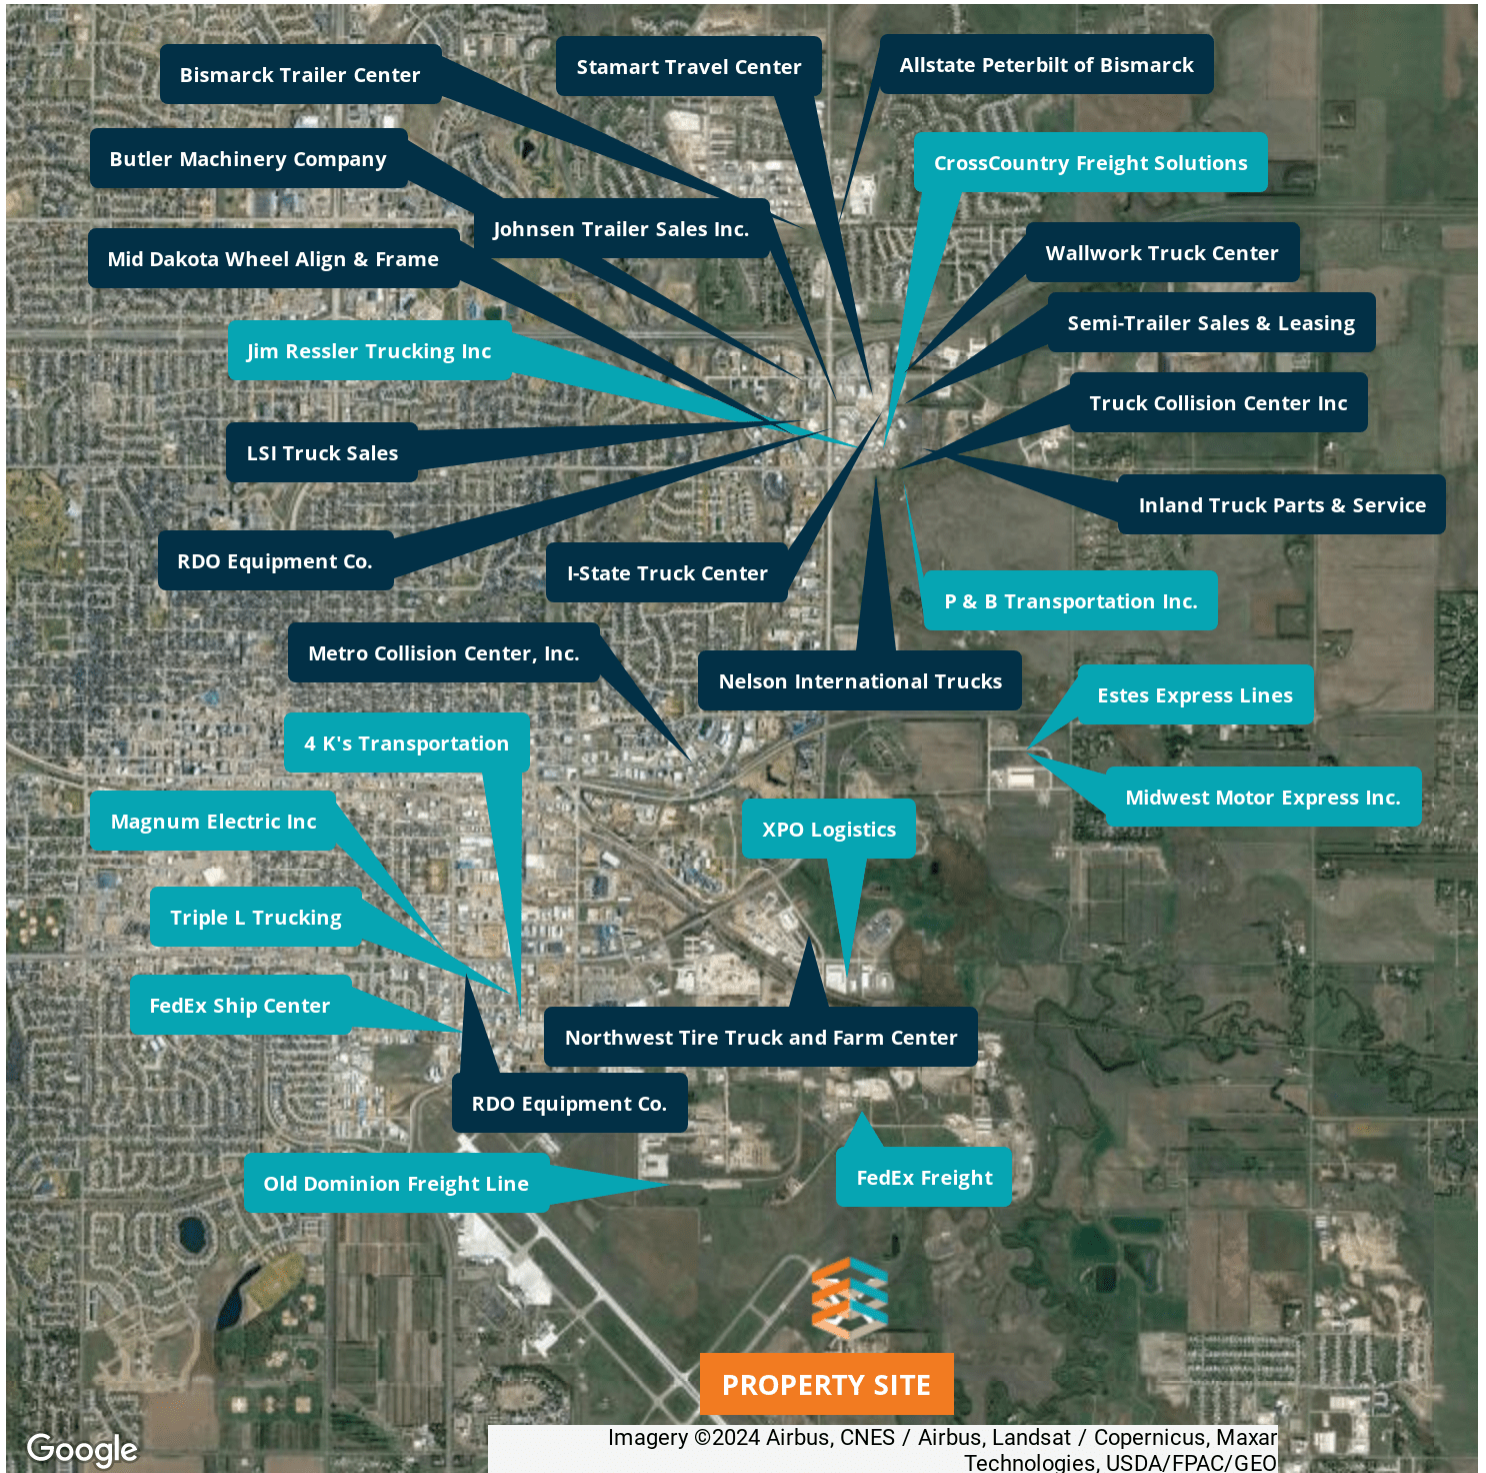 Bismarck Trailer Center
Stamart Travel Center
Allstate Peterbilt of Bismarck
Butler Machinery Company
CrossCountry Freight Solutions
Johnsen Trailer Sales Inc.
Mid Dakota Wheel Align & Frame
Wallwork Truck Center
Semi-Trailer Sales & Leasing
Jim Ressler Trucking Inc
Truck Collision Center Inc
LSI Truck Sales
Inland Truck Parts & Service
RDO Equipment Co.
I-State Truck Center
P & B Transportation Inc.
Metro Collision Center, Inc.
Nelson International Trucks
Estes Express Lines
4 K's Transportation
Midwest Motor Express Inc.
Magnum Electric Inc
XPO Logistics
Triple L Trucking
FedEx Ship Center
Northwest Tire Truck and Farm Center
RDO Equipment Co.
Old Dominion Freight Line
FedEx Freight
PROPERTY SITE
Google
Imagery ©2024 Airbus, CNES / Airbus, Landsat / Copernicus, Maxar
Technologies, USDA/FPAC/GEO